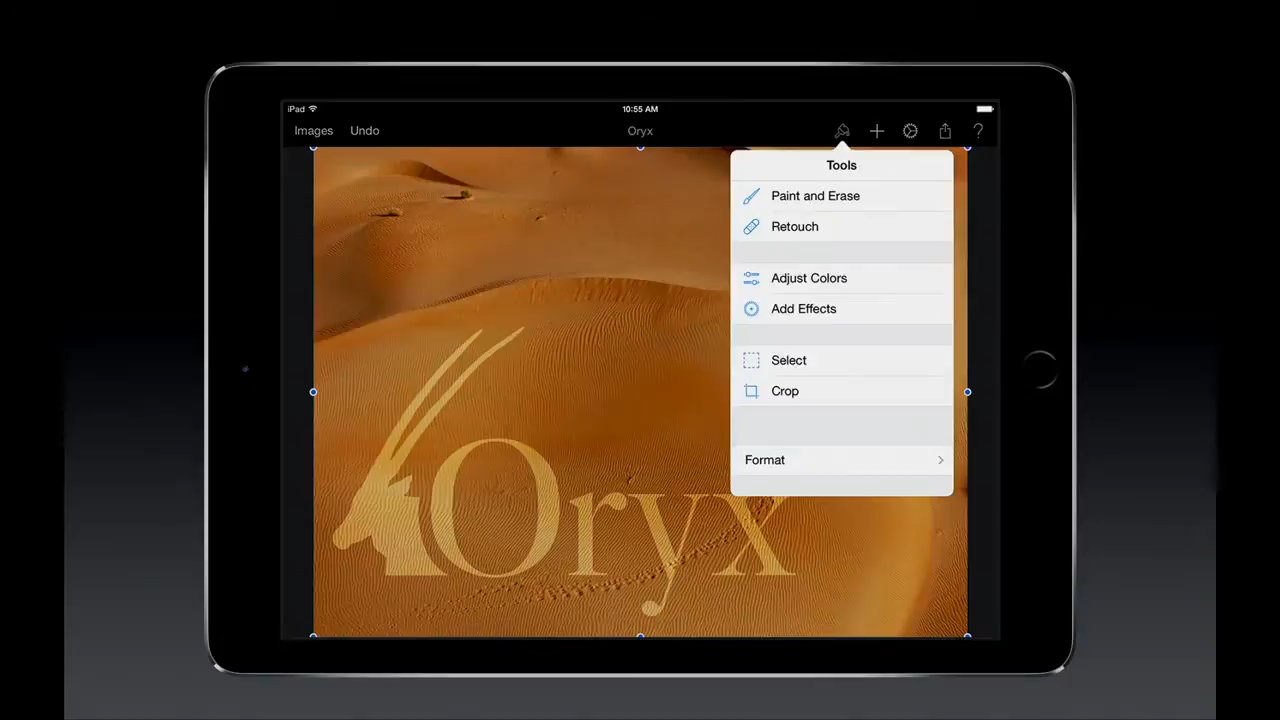 iPad
10:55 AM
Images Undo Oryx ?
Tools
Paint and Erase
Retouch
Adjust Colors
Add Effects
Select
Crop
Format
Oryx